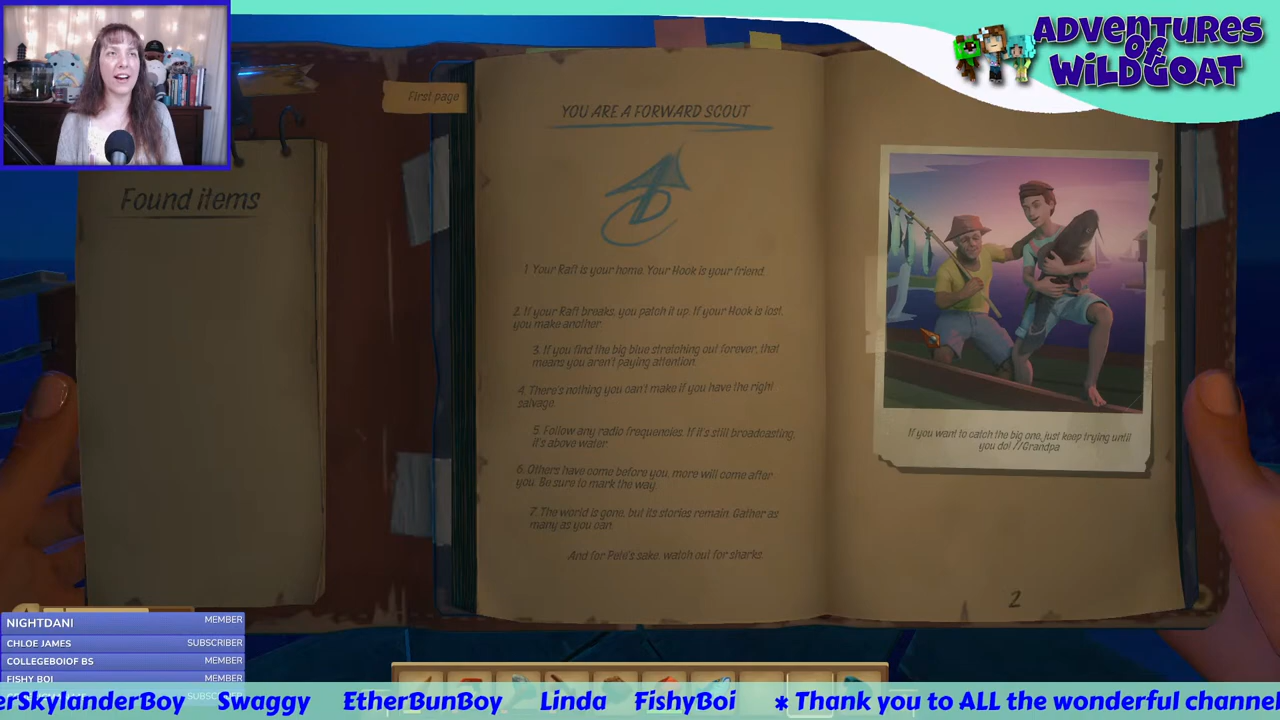 ADVENTURES
OF
WILDGOAT
First page
Found items
YOU ARE A FORWARD SCOUT
1 Your Raft is your home. Your Hook is your friend.
2. If your Raft breaks, you patch it up. If your Hook is lost,
you make another.
3. If you find the big blue stretching out forever, that
means you aren't paying attention.
4. There's nothing you can't make if you have the right
salvage.
5. Follow any radio frequencies. If it's still broadcasting,
it's above water.
6. Others have come before you, more will come after
you. Be sure to mark the way.
7. The world is gone, but its stories remain. Gather as
many as you can.
And for Pete's sake, watch out for sharks
If you want to catch the big one, just keep trying until
you do! //Grandpa
2
NIGHTDANI MEMBER
CHLOE JAMES SUBSCRIBER
COLLEGEBOIOF BS MEMBER
FISHY BOI MEMBER
erSkylanderBoy Swaggy EtherBunBoy Linda FishyBoi * Thank you to ALL the wonderful channel